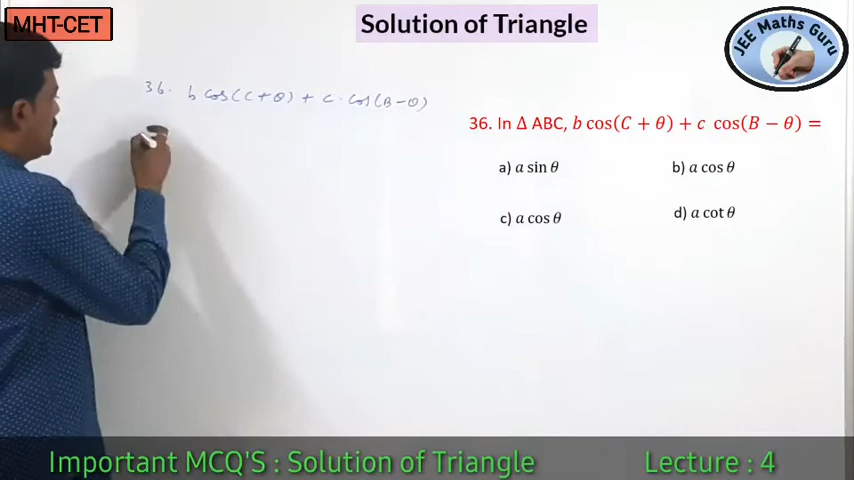 MHT-CET
Solution of Triangle
JEE Maths Guru
36. b cos(C+θ) + c · cos(B-θ)
36. In Δ ABC, b cos(C + θ) + c cos(B − θ) =
a) a sin θ
b) a cos θ
c) a cos θ
d) a cot θ
Important MCQ'S : Solution of Triangle
Lecture : 4